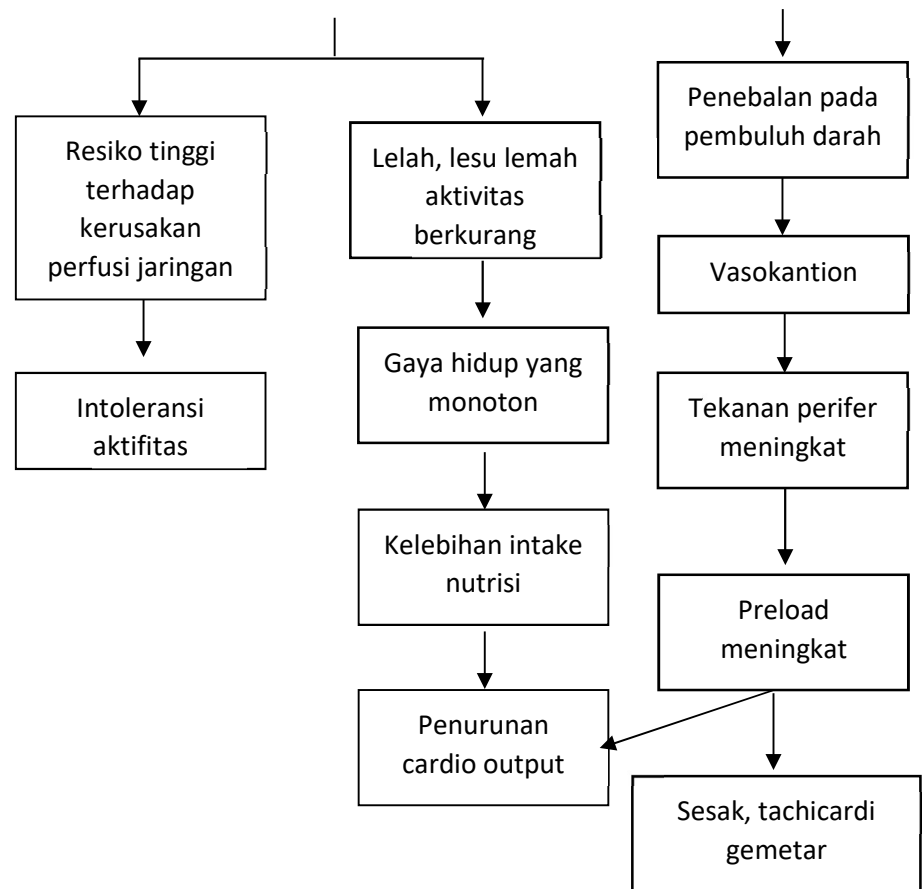 Resiko tinggi
terhadap
kerusakan
perfusi jaringan
Intoleransi
aktifitas
Lelah, lesu lemah
aktivitas
berkurang
Gaya hidup yang
monoton
Kelebihan intake
nutrisi
Penurunan
cardio output
Penebalan pada
pembuluh darah
Vasokantion
Tekanan perifer
meningkat
Preload
meningkat
Sesak, tachicardi
gemetar